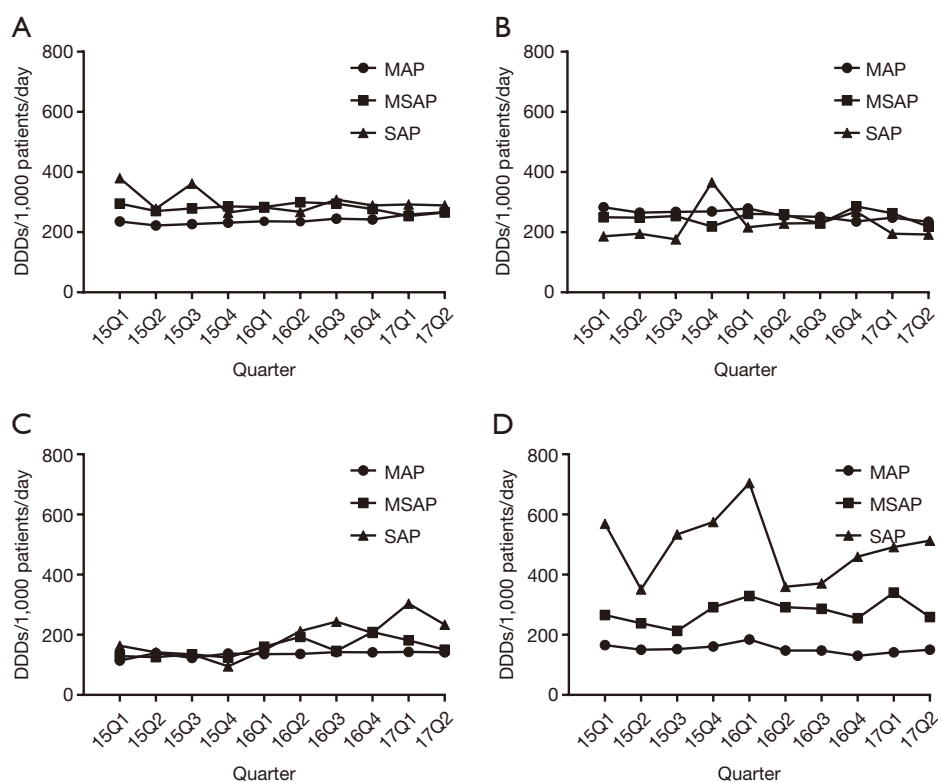 A
800
600
400
200
0
DDDs/1,000 patients/day
MAP
MSAP
SAP
15Q1
15Q2
15Q3
15Q4
16Q1
16Q2
16Q3
16Q4
17Q1
17Q2
Quarter
B
800
600
400
200
0
DDDs/1,000 patients/day
MAP
MSAP
SAP
15Q1
15Q2
15Q3
15Q4
16Q1
16Q2
16Q3
16Q4
17Q1
17Q2
Quarter
C
800
600
400
200
0
DDDs/1,000 patients/day
MAP
MSAP
SAP
15Q1
15Q2
15Q3
15Q4
16Q1
16Q2
16Q3
16Q4
17Q1
17Q2
Quarter
D
800
600
400
200
0
DDDs/1,000 patients/day
MAP
MSAP
SAP
15Q1
15Q2
15Q3
15Q4
16Q1
16Q2
16Q3
16Q4
17Q1
17Q2
Quarter